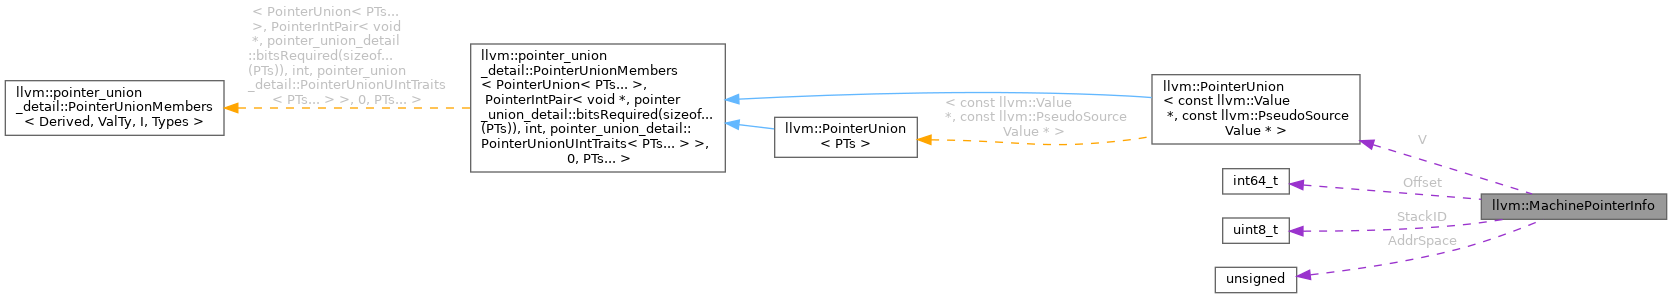 < PointerUnion< PTs...
>, PointerIntPair< void
*, pointer_union_detail
::bitsRequired(sizeof...
(PTs)), int, pointer_union
_detail::PointerUnionUIntTraits
< PTs... > >, 0, PTs... >
llvm::pointer_union
_detail::PointerUnionMembers
< Derived, ValTy, I, Types >
llvm::pointer_union
_detail::PointerUnionMembers
< PointerUnion< PTs... >,
PointerIntPair< void *, pointer
_union_detail::bitsRequired(sizeof...
(PTs)), int, pointer_union_detail::
PointerUnionUIntTraits< PTs... > >,
0, PTs... >
llvm::PointerUnion
< PTs >
< const llvm::Value
*, const llvm::PseudoSource
Value * >
llvm::PointerUnion
< const llvm::Value
*, const llvm::PseudoSource
Value * >
V
int64_t
Offset
uint8_t
StackID
unsigned
AddrSpace
llvm::MachinePointerInfo